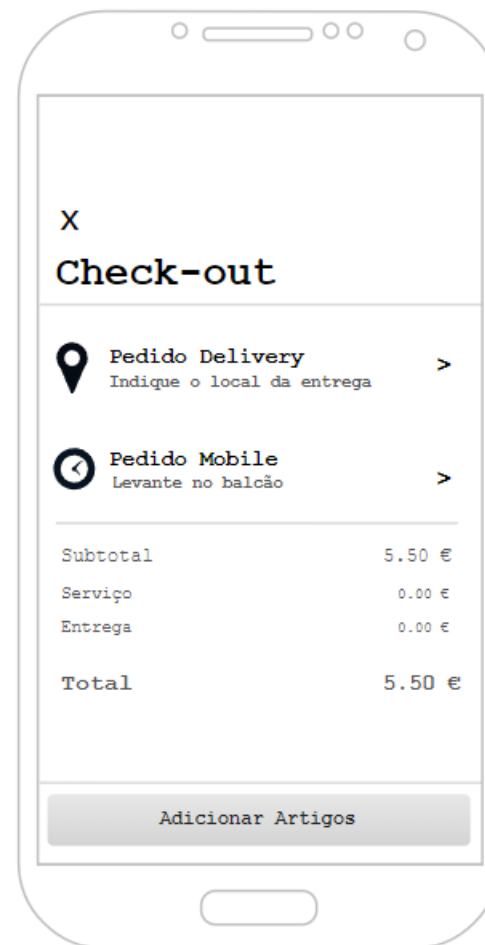 X
Check-out
Pedido Delivery
Indique o local da entrega
>
Pedido Mobile
Levante no balcão
>
Subtotal 5.50 €
Serviço 0.00 €
Entrega 0.00 €
Total 5.50 €
Adicionar Artigos